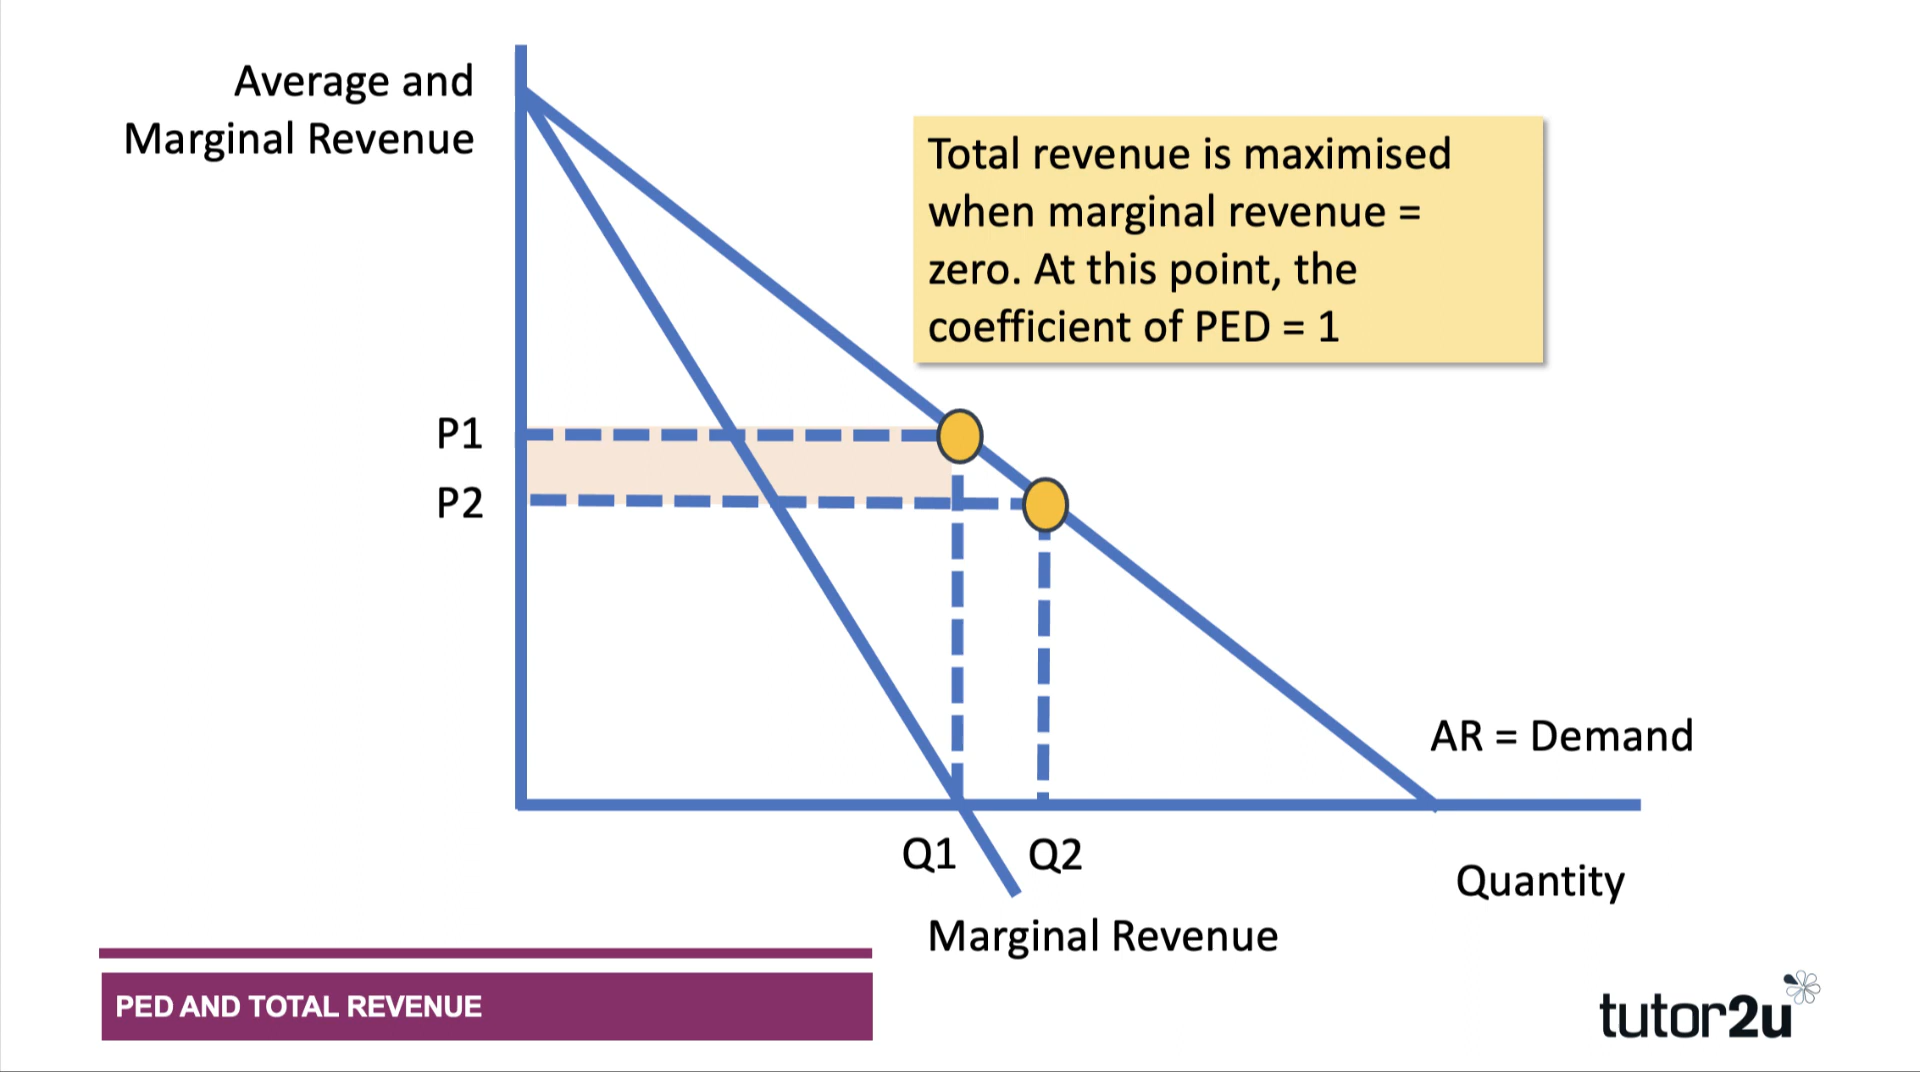 Average and
Marginal Revenue
Total revenue is maximised
when marginal revenue =
zero. At this point, the
coefficient of PED = 1
P1
P2
AR = Demand
Q1
Q2
Quantity
Marginal Revenue
PED AND TOTAL REVENUE
tutor2u